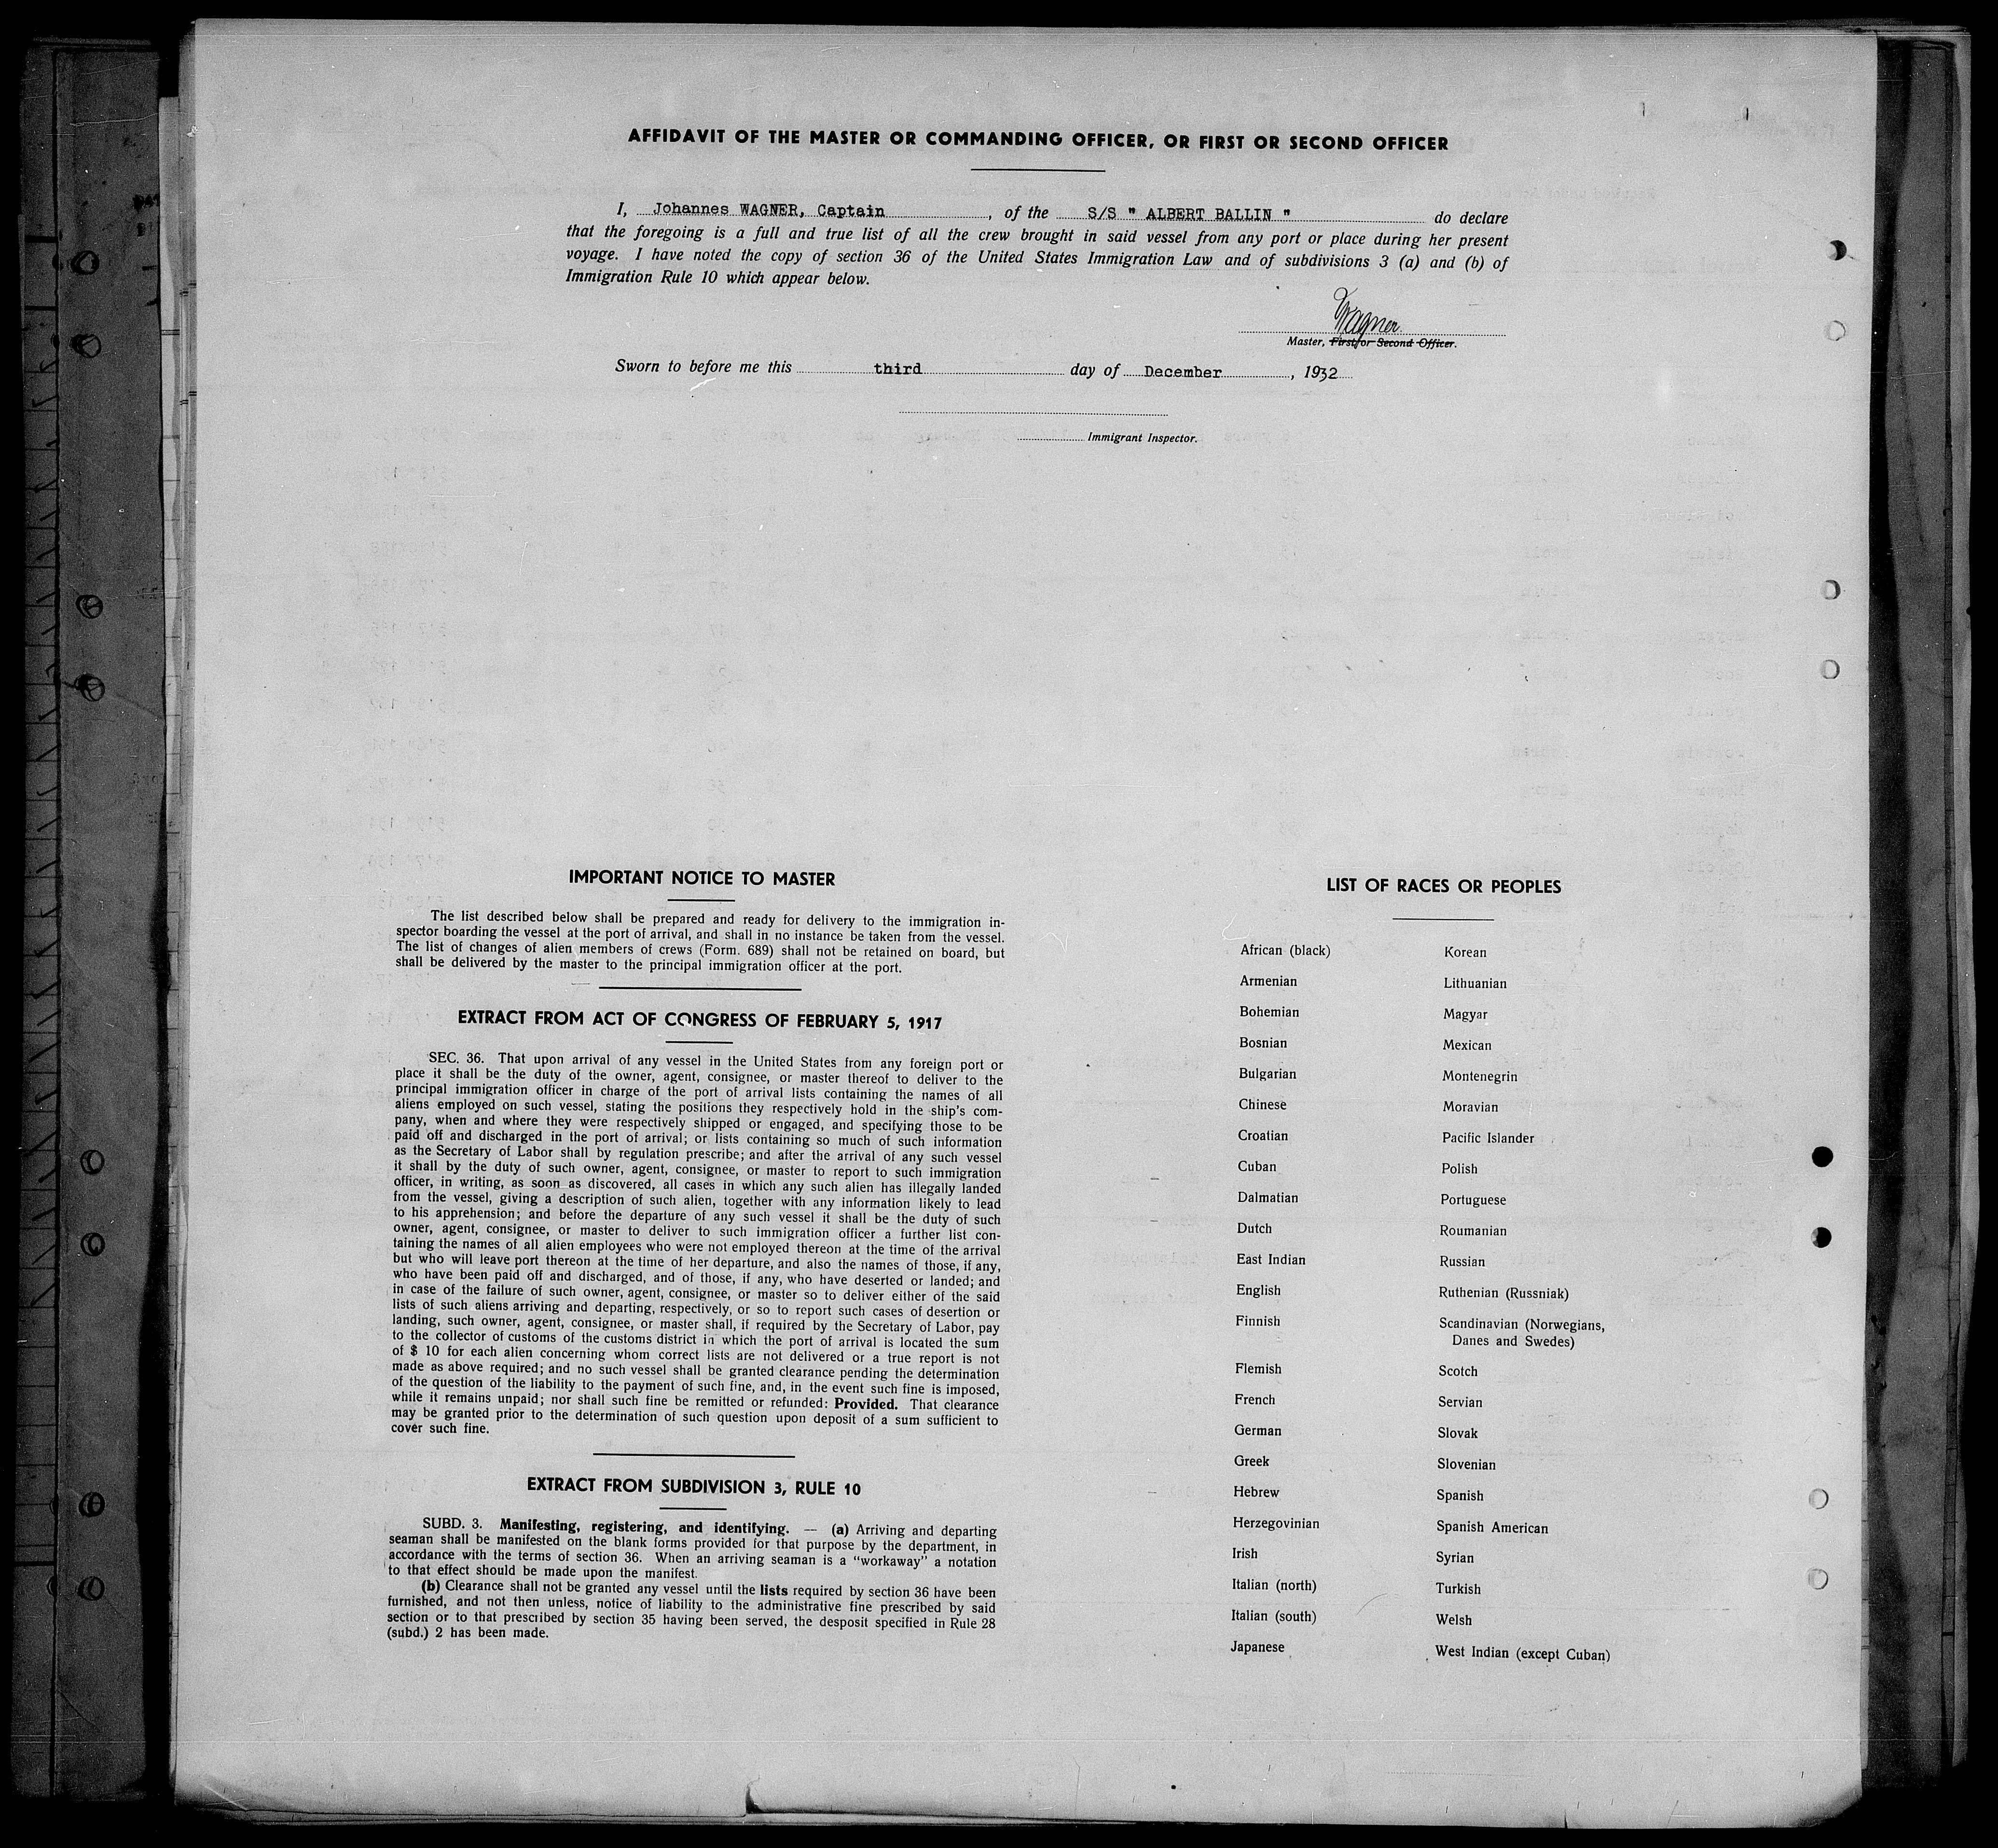 AFFIDAVIT OF THE MASTER OR COMMANDING OFFICER, OR FIRST OR SECOND OFFICER
I, Johannes WAGNER, Captain, of the S/S " ALBERT BALLIN " do declare
that the foregoing is a full and true list of all the crew brought in said vessel from any port or place during her present
voyage. I have noted the copy of section 36 of the United States Immigration Law and of subdivisions 3 (a) and (b) of
Immigration Rule 10 which appear below.
Wagner.
Master, First or Second Officer.
Sworn to before me this third day of December, 1932
Immigrant Inspector.
IMPORTANT NOTICE TO MASTER
The list described below shall be prepared and ready for delivery to the immigration in-
spector boarding the vessel at the port of arrival, and shall in no instance be taken from the vessel.
The list of changes of alien members of crews (Form. 689) shall not be retained on board, but
shall be delivered by the master to the principal immigration officer at the port.
EXTRACT FROM ACT OF CONGRESS OF FEBRUARY 5, 1917
SEC. 36. That upon arrival of any vessel in the United States from any foreign port or
place it shall be the duty of the owner, agent, consignee, or master thereof to deliver to the
principal immigration officer in charge of the port of arrival lists containing the names of all
aliens employed on such vessel, stating the positions they respectively hold in the ship's com-
pany, when and where they were respectively shipped or engaged, and specifying those to be
paid off and discharged in the port of arrival; or lists containing so much of such information
as the Secretary of Labor shall by regulation prescribe; and after the arrival of any such vessel
it shall by the duty of such owner, agent, consignee, or master to report to such immigration
officer, in writing, as soon as discovered, all cases in which any such alien has illegally landed
from the vessel, giving a description of such alien, together with any information likely to lead
to his apprehension; and before the departure of any such vessel it shall be the duty of such
owner, agent, consignee, or master to deliver to such immigration officer a further list con-
taining the names of all alien employees who were not employed thereon at the time of the arrival
but who will leave port thereon at the time of her departure, and also the names of those, if any,
who have been paid off and discharged, and of those, if any, who have deserted or landed; and
in case of the failure of such owner, agent, consignee, or master so to deliver either of the said
lists of such aliens arriving and departing, respectively, or so to report such cases of desertion or
landing, such owner, agent, consignee, or master shall, if required by the Secretary of Labor, pay
to the collector of customs of the customs district in which the port of arrival is located the sum
of $ 10 for each alien concerning whom correct lists are not delivered or a true report is not
made as above required; and no such vessel shall be granted clearance pending the determination
of the question of the liability to the payment of such fine, and, in the event such fine is imposed,
while it remains unpaid; nor shall such fine be remitted or refunded: Provided. That clearance
may be granted prior to the determination of such question upon deposit of a sum sufficient to
cover such fine.
EXTRACT FROM SUBDIVISION 3, RULE 10
SUBD. 3. Manifesting, registering, and identifying. — (a) Arriving and departing
seaman shall be manifested on the blank forms provided for that purpose by the department, in
accordance with the terms of section 36. When an arriving seaman is a "workaway" a notation
to that effect should be made upon the manifest.
(b) Clearance shall not be granted any vessel until the lists required by section 36 have been
furnished, and not then unless, notice of liability to the administrative fine prescribed by said
section or to that prescribed by section 35 having been served, the desposit specified in Rule 28
(subd.) 2 has been made.
LIST OF RACES OR PEOPLES
African (black)
Armenian
Bohemian
Bosnian
Bulgarian
Chinese
Croatian
Cuban
Dalmatian
Dutch
East Indian
English
Finnish
Flemish
French
German
Greek
Hebrew
Herzegovinian
Irish
Italian (north)
Italian (south)
Japanese
Korean
Lithuanian
Magyar
Mexican
Montenegrin
Moravian
Pacific Islander
Polish
Portuguese
Roumanian
Russian
Ruthenian (Russniak)
Scandinavian (Norwegians,
Danes and Swedes)
Scotch
Servian
Slovak
Slovenian
Spanish
Spanish American
Syrian
Turkish
Welsh
West Indian (except Cuban)